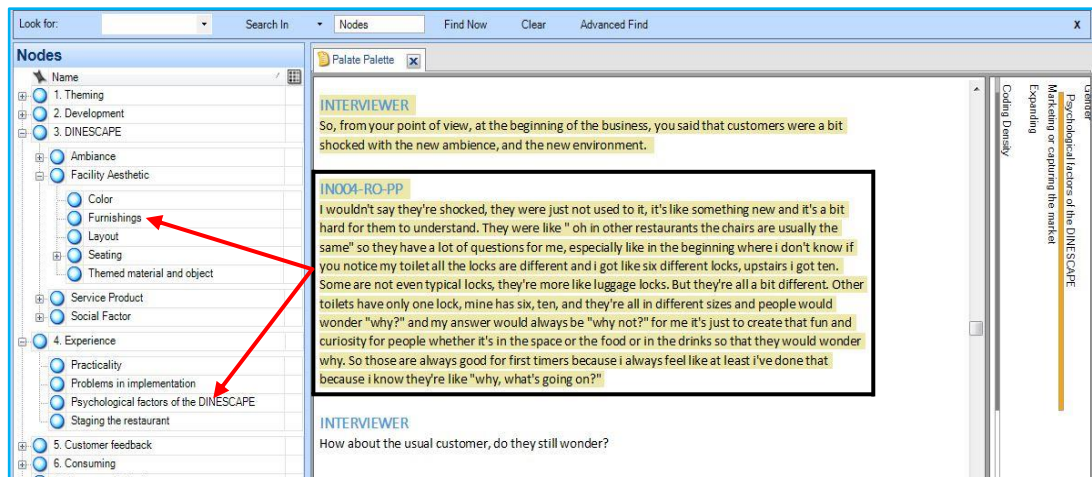 Look for: Search In Nodes Find Now Clear Advanced Find x
Nodes
Name
1. Theming
2. Development
3. DINESCAPE
Ambiance
Facility Aesthetic
Color
Furnishings
Layout
Seating
Themed material and object
Service Product
Social Factor
4. Experience
Practicality
Problems in implementation
Psychological factors of the DINESCAPE
Staging the restaurant
5. Customer feedback
6. Consuming
Palate Palette
INTERVIEWER
So, from your point of view, at the beginning of the business, you said that customers were a bit
shocked with the new ambience, and the new environment.
IN004-RO-PP
I wouldn't say they're shocked, they were just not used to it, it's like something new and it's a bit
hard for them to understand. They were like " oh in other restaurants the chairs are usually the
same" so they have a lot of questions for me, especially like in the beginning where i don't know if
you notice my toilet all the locks are different and i got like six different locks, upstairs i got ten.
Some are not even typical locks, they're more like luggage locks. But they're all a bit different. Other
toilets have only one lock, mine has six, ten, and they're all in different sizes and people would
wonder "why?" and my answer would always be "why not?" for me it's just to create that fun and
curiosity for people whether it's in the space or the food or in the drinks so that they would wonder
why. So those are always good for first timers because i always feel like at least i've done that
because i know they're like "why, what's going on?"
INTERVIEWER
How about the usual customer, do they still wonder?
Coding Density
Expanding
Marketing or capturing the market
Psychological factors of the DINESCAPE
Gender